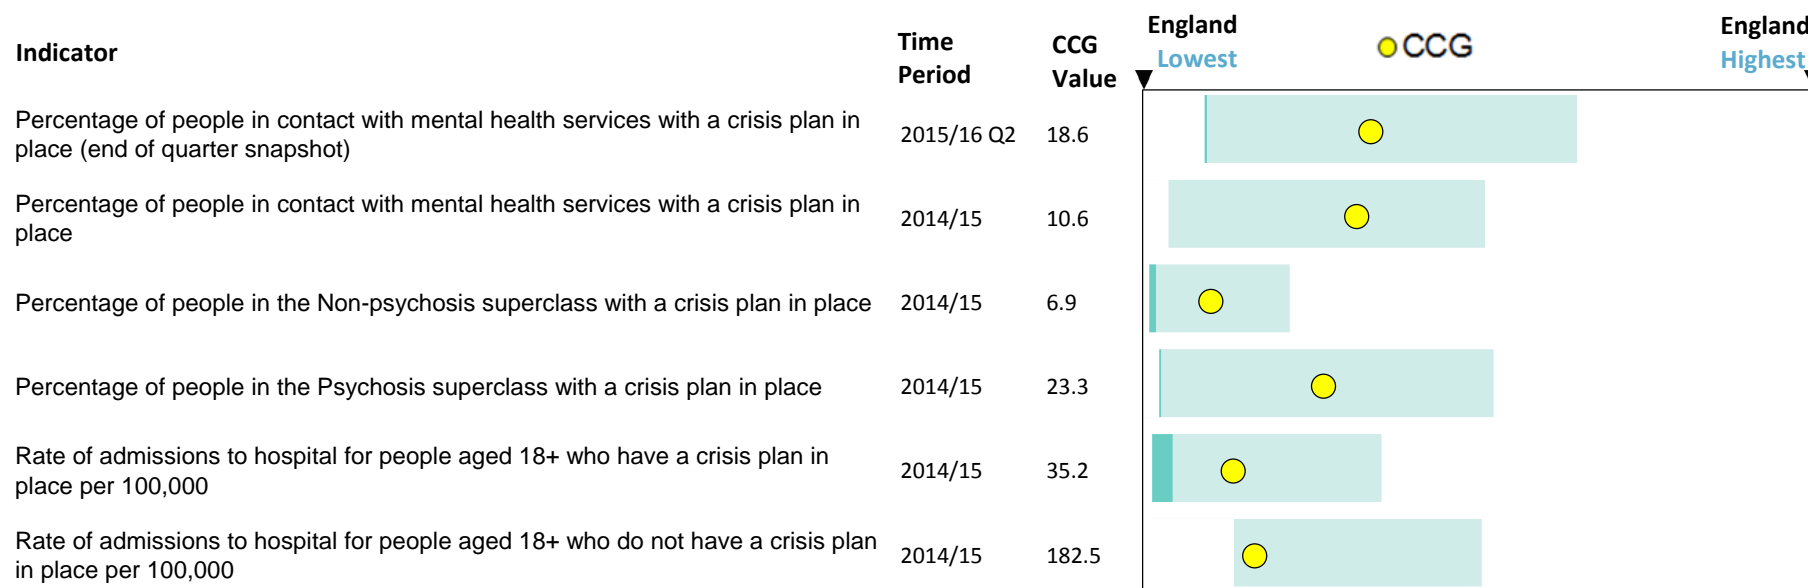 Indicator
Time Period
CCG Value
England Lowest
CCG
England Highest
Percentage of people in contact with mental health services with a crisis plan in
place (end of quarter snapshot)
2015/16 Q2
18.6
Percentage of people in contact with mental health services with a crisis plan in
place
2014/15
10.6
Percentage of people in the Non-psychosis superclass with a crisis plan in place
2014/15
6.9
Percentage of people in the Psychosis superclass with a crisis plan in place
2014/15
23.3
Rate of admissions to hospital for people aged 18+ who have a crisis plan in
place per 100,000
2014/15
35.2
Rate of admissions to hospital for people aged 18+ who do not have a crisis plan
in place per 100,000
2014/15
182.5